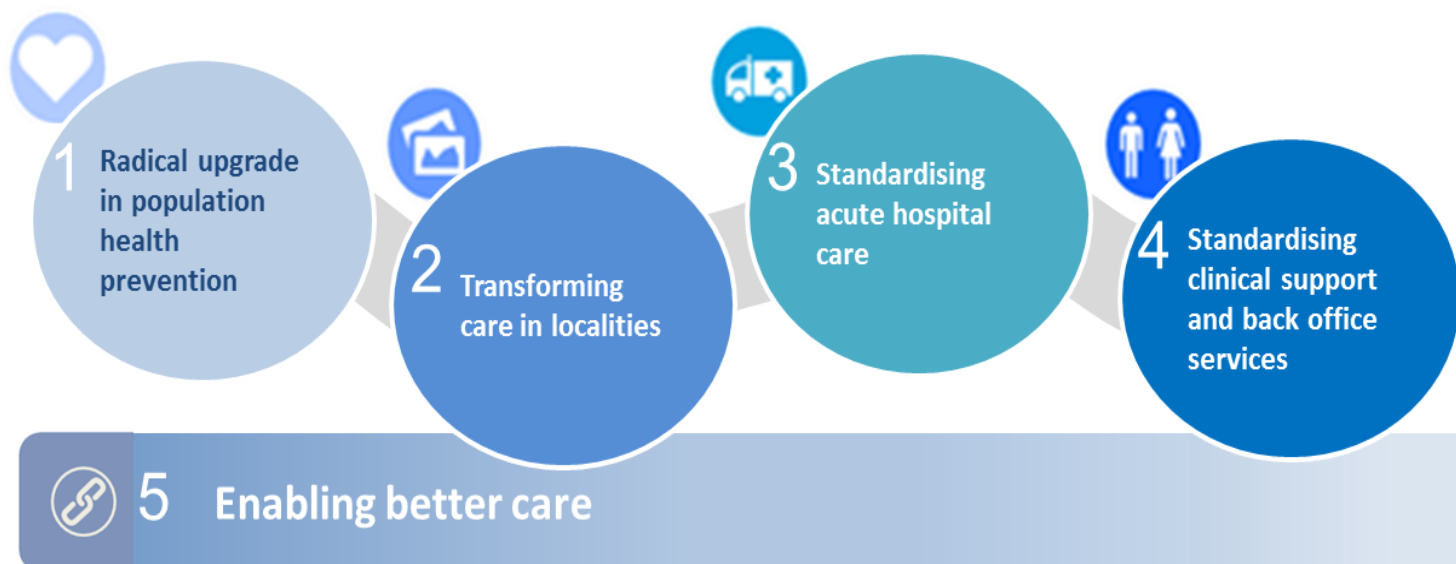 1 Radical upgrade
in population
health
prevention
2 Transforming
care in localities
3 Standardising
acute hospital
care
4 Standardising
clinical support
and back office
services
5 Enabling better care